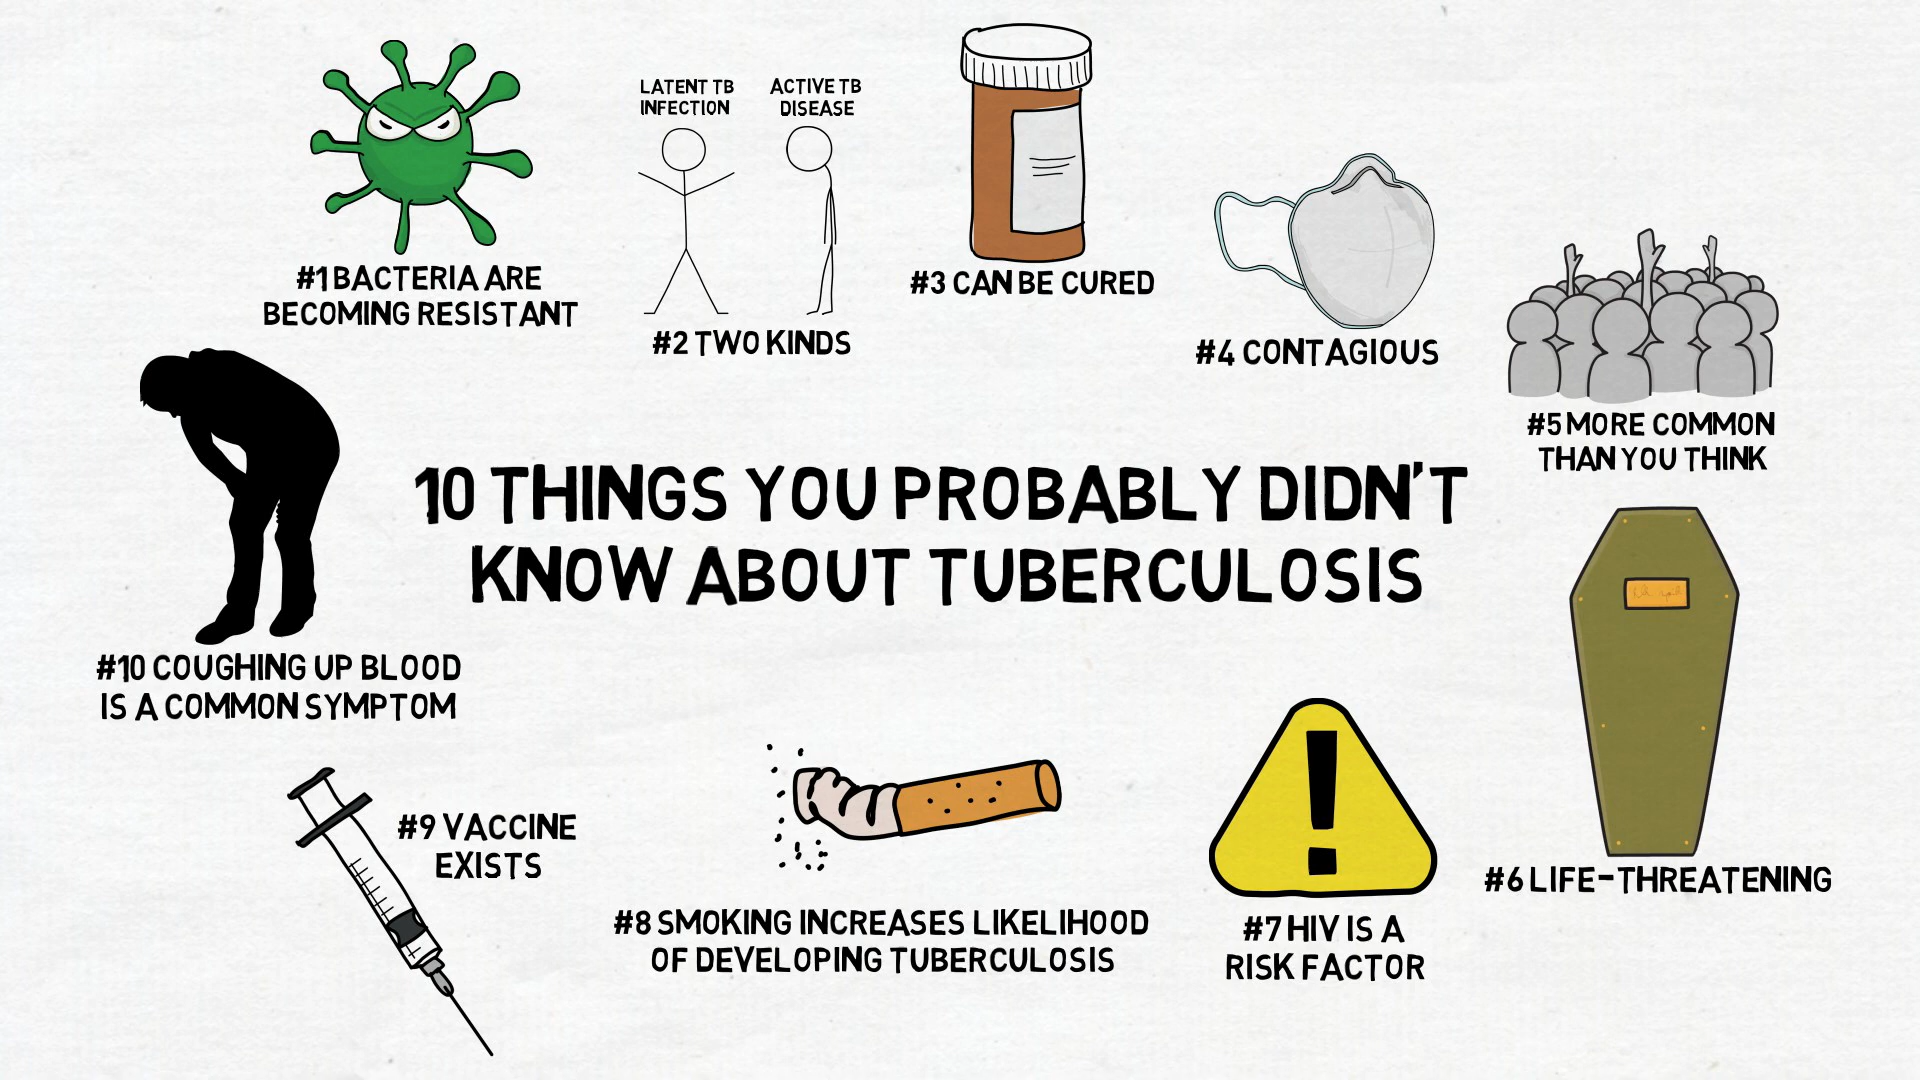 LATENT TB
INFECTION
ACTIVE TB
DISEASE
#1 BACTERIA ARE
BECOMING RESISTANT
#2 TWO KINDS
#3 CAN BE CURED
#4 CONTAGIOUS
#5 MORE COMMON
THAN YOU THINK
10 THINGS YOU PROBABLY DIDN'T
KNOW ABOUT TUBERCULOSIS
#6 LIFE-THREATENING
#7 HIV IS A
RISK FACTOR
#8 SMOKING INCREASES LIKELIHOOD
OF DEVELOPING TUBERCULOSIS
#9 VACCINE
EXISTS
#10 COUGHING UP BLOOD
IS A COMMON SYMPTOM